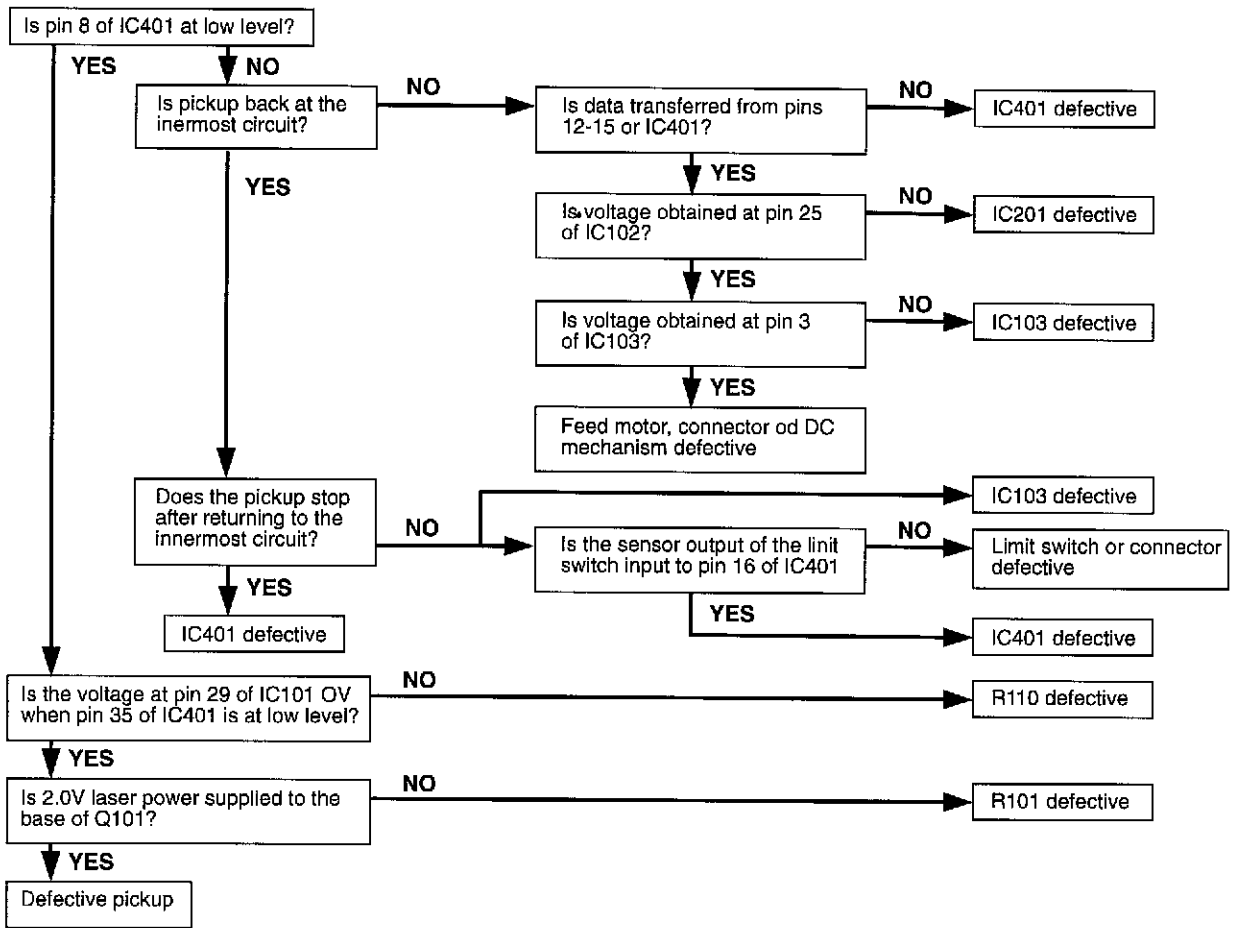 Is pin 8 of IC401 at low level?
YES
NO
Is pickup back at the
inermost circuit?
NO
Is data transferred from pins
12-15 or IC401?
NO
IC401 defective
YES
YES
Is voltage obtained at pin 25
of IC102?
NO
IC201 defective
YES
Is voltage obtained at pin 3
of IC103?
NO
IC103 defective
YES
Feed motor, connector od DC
mechanism defective
Does the pickup stop
after returning to the
innermost circuit?
NO
IC103 defective
Is the sensor output of the linit
switch input to pin 16 of IC401
NO
Limit switch or connector
defective
YES
IC401 defective
YES
IC401 defective
Is the voltage at pin 29 of IC101 OV
when pin 35 of IC401 is at low level?
NO
R110 defective
YES
Is 2.0V laser power supplied to the
base of Q101?
NO
R101 defective
YES
Defective pickup